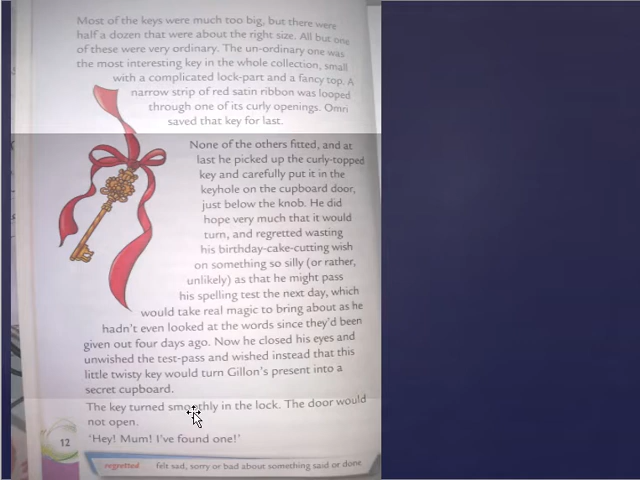 Most of the keys were much too big, but there were
half a dozen that were about the right size. All but one
of these were very ordinary. The un-ordinary one was
the most interesting key in the whole collection, small
with a complicated lock-part and a fancy top. A
narrow strip of red satin ribbon was looped
through one of its curly openings. Omri
saved that key for last.
None of the others fitted, and at
last he picked up the curly-topped
key and carefully put it in the
keyhole on the cupboard door,
just below the knob. He did
hope very much that it would
turn, and regretted wasting
his birthday-cake-cutting wish
on something so silly (or rather,
unlikely) as that he might pass
his spelling test the next day, which
would take real magic to bring about as he
hadn't even looked at the words since they'd been
given out four days ago. Now he closed his eyes and
unwished the test-pass and wished instead that this
little twisty key would turn Gillon's present into a
secret cupboard.
The key turned smoothly in the lock. The door would
not open.
'Hey! Mum! I've found one!'
12
regretted felt sad, sorry or bad about something said or done